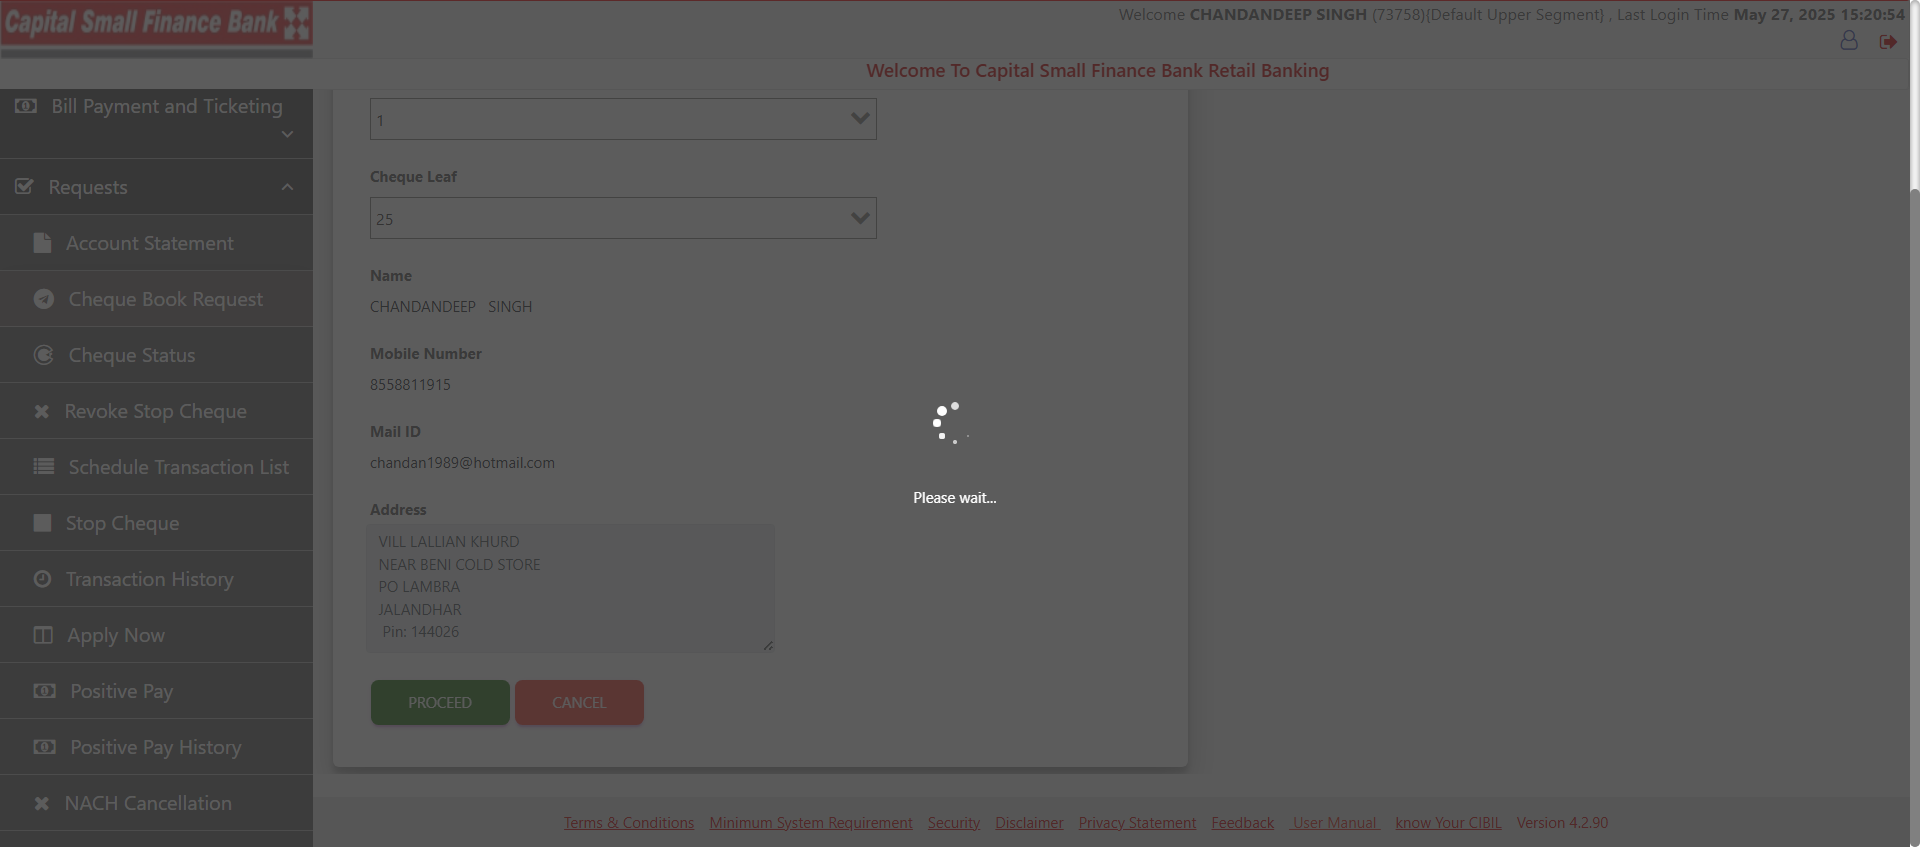 Capital Small Finance Bank
Welcome CHANDANDEEP SINGH (73758){Default Upper Segment} , Last Login Time May 27, 2025 15:20:54
Welcome To Capital Small Finance Bank Retail Banking
Bill Payment and Ticketing
Requests
Account Statement
Cheque Book Request
Cheque Status
Revoke Stop Cheque
Schedule Transaction List
Stop Cheque
Transaction History
Apply Now
Positive Pay
Positive Pay History
NACH Cancellation
1
Cheque Leaf
25
Name
CHANDANDEEP SINGH
Mobile Number
8558811915
Mail ID
chandan1989@hotmail.com
Address
VILL LALLIAN KHURD
NEAR BENI COLD STORE
PO LAMBRA
JALANDHAR
Pin: 144026
PROCEED CANCEL
Please wait...
Terms & Conditions Minimum System Requirement Security Disclaimer Privacy Statement Feedback User Manual know Your CIBIL Version 4.2.90